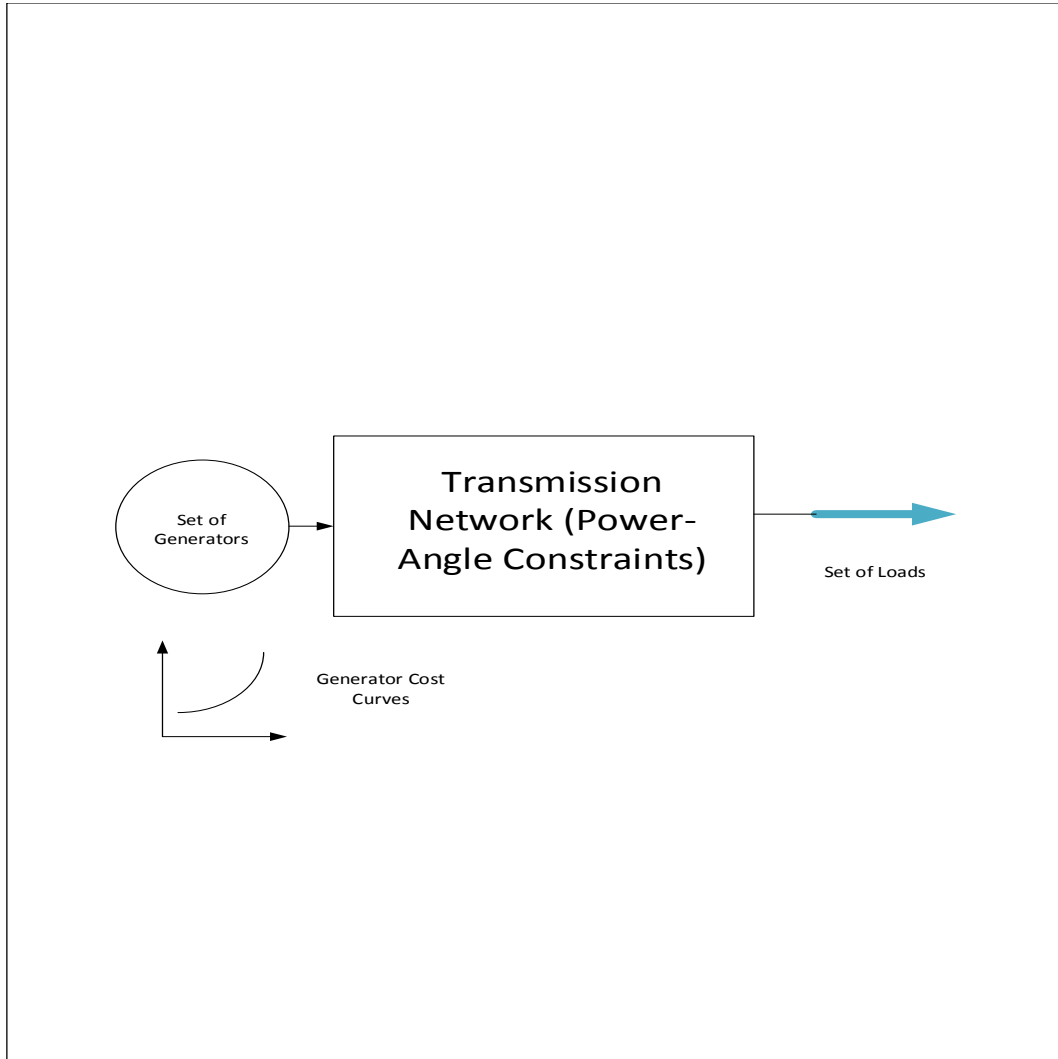 Transmission
Network (Power-
Angle Constraints)
Set of
Generators
Set of Loads
Generator Cost
Curves